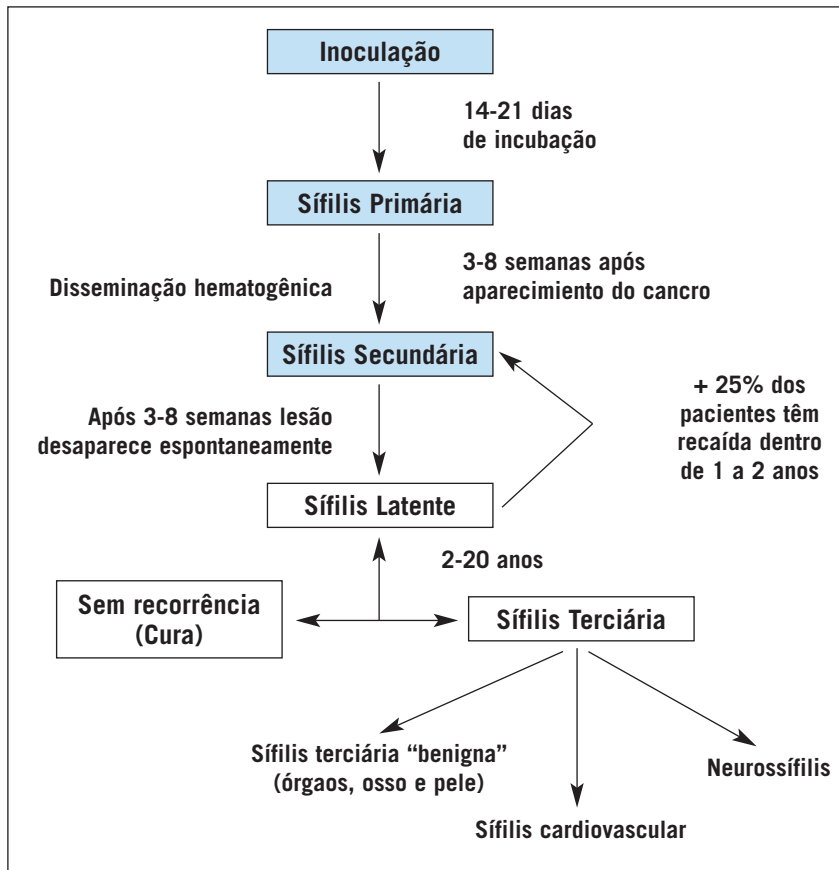 Inoculação
14-21 dias
de incubação
Sífilis Primária
Disseminação hematogênica
3-8 semanas após
aparecimento do cancro
Sífilis Secundária
Após 3-8 semanas lesão
desaparece espontaneamente
+ 25% dos
pacientes têm
recaída dentro
de 1 a 2 anos
Sífilis Latente
2-20 anos
Sem recorrência
(Cura)
Sífilis Terciária
Sífilis terciária “benigna”
(órgaos, osso e pele)
Neurossífilis
Sífilis cardiovascular